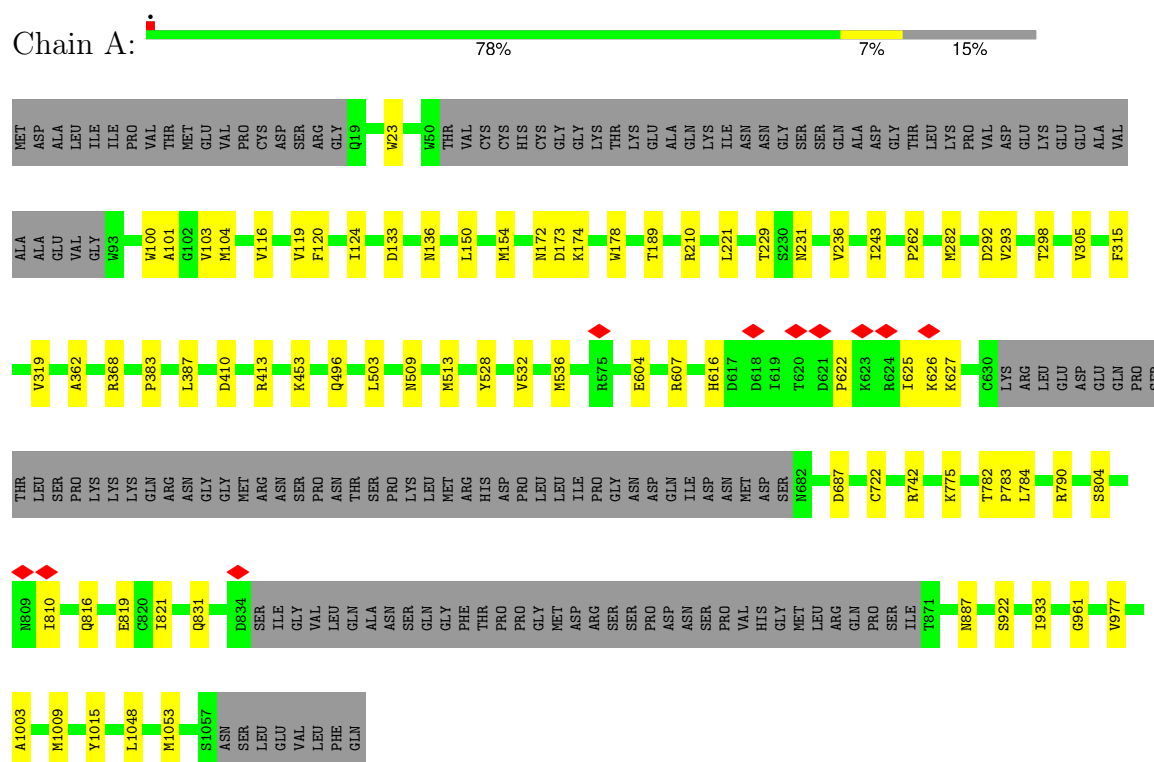 Chain A:
78% 7% 15%
MET ASP ALA LEU ILE ILE PRO VAL THR MET GLU VAL PRO CYS ASP SER ARG GLY Q19 W23 W50 THR VAL CYS CYS HIS CYS GLY GLY LYS THR LYS GLU ALA GLN LYS ILE ASN ASN GLY SER SER GLN ALA ASP GLY THR LEU LYS PRO VAL ASP GLU LYS GLU GLU ALA VAL
ALA ALA GLU VAL GLY W93 W100 A101 G102 V103 M104 V116 V119 F120 I124 D133 N136 L150 M154 N172 D173 K174 W178 T189 R210 L221 T229 S230 N231 V236 I243 P262 M282 D292 V293 T298 V305 F315
V319 A362 R368 P383 L387 D410 R413 K453 Q496 L503 N509 M513 Y528 V532 M536 R575 E604 R607 H616 D617 D618 I619 T620 D621 P622 K623 R624 I625 K626 K627 C630 LYS ARG LEU GLU ASP GLU GLN PRO SER
THR LEU SER PRO LYS LYS LYS GLN ARG ASN GLY GLY MET ARG ASN SER PRO ASN THR SER PRO LYS LEU MET ARG HIS ASP PRO LEU LEU ILE PRO GLY ASN ASP GLN ILE ASP ASN MET ASP SER N682 D687 C722 R742 K775 T782 P783 L784 R790 S804
N809 I810 Q816 E819 C820 I821 Q831 D834 SER ILE GLY VAL LEU GLN ALA ASN SER GLN GLY PHE THR PRO PRO GLY MET ASP ARG SER SER PRO ASP ASN SER PRO VAL HIS GLY MET LEU ARG GLN PRO SER ILE T871 N887 S922 I933 G961 V977
A1003 M1009 Y1015 L1048 M1053 S1057 ASN SER LEU GLU VAL LEU PHE GLN